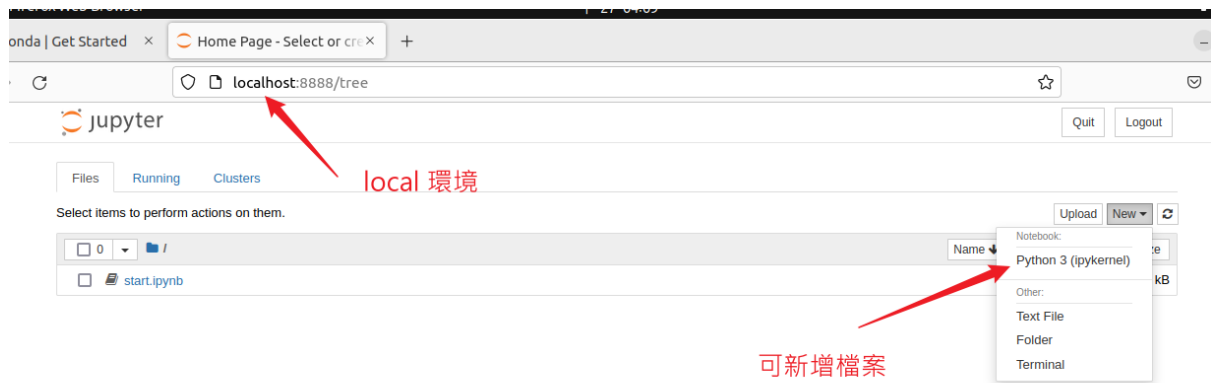 onda | Get Started × Home Page - Select or cre × +
localhost:8888/tree
jupyter Quit Logout
Files Running Clusters
local 環境
Select items to perform actions on them. Upload New
0 / Name
Notebook:
Python 3 (ipykernel)
start.ipynb kB
Other:
Text File
Folder
Terminal
可新增檔案